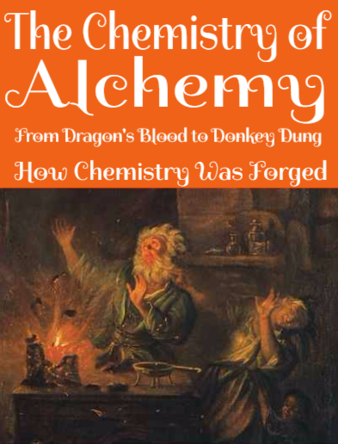 The Chemistry of
Alchemy
From Dragon's Blood to Donkey Dung
How Chemistry Was Forged